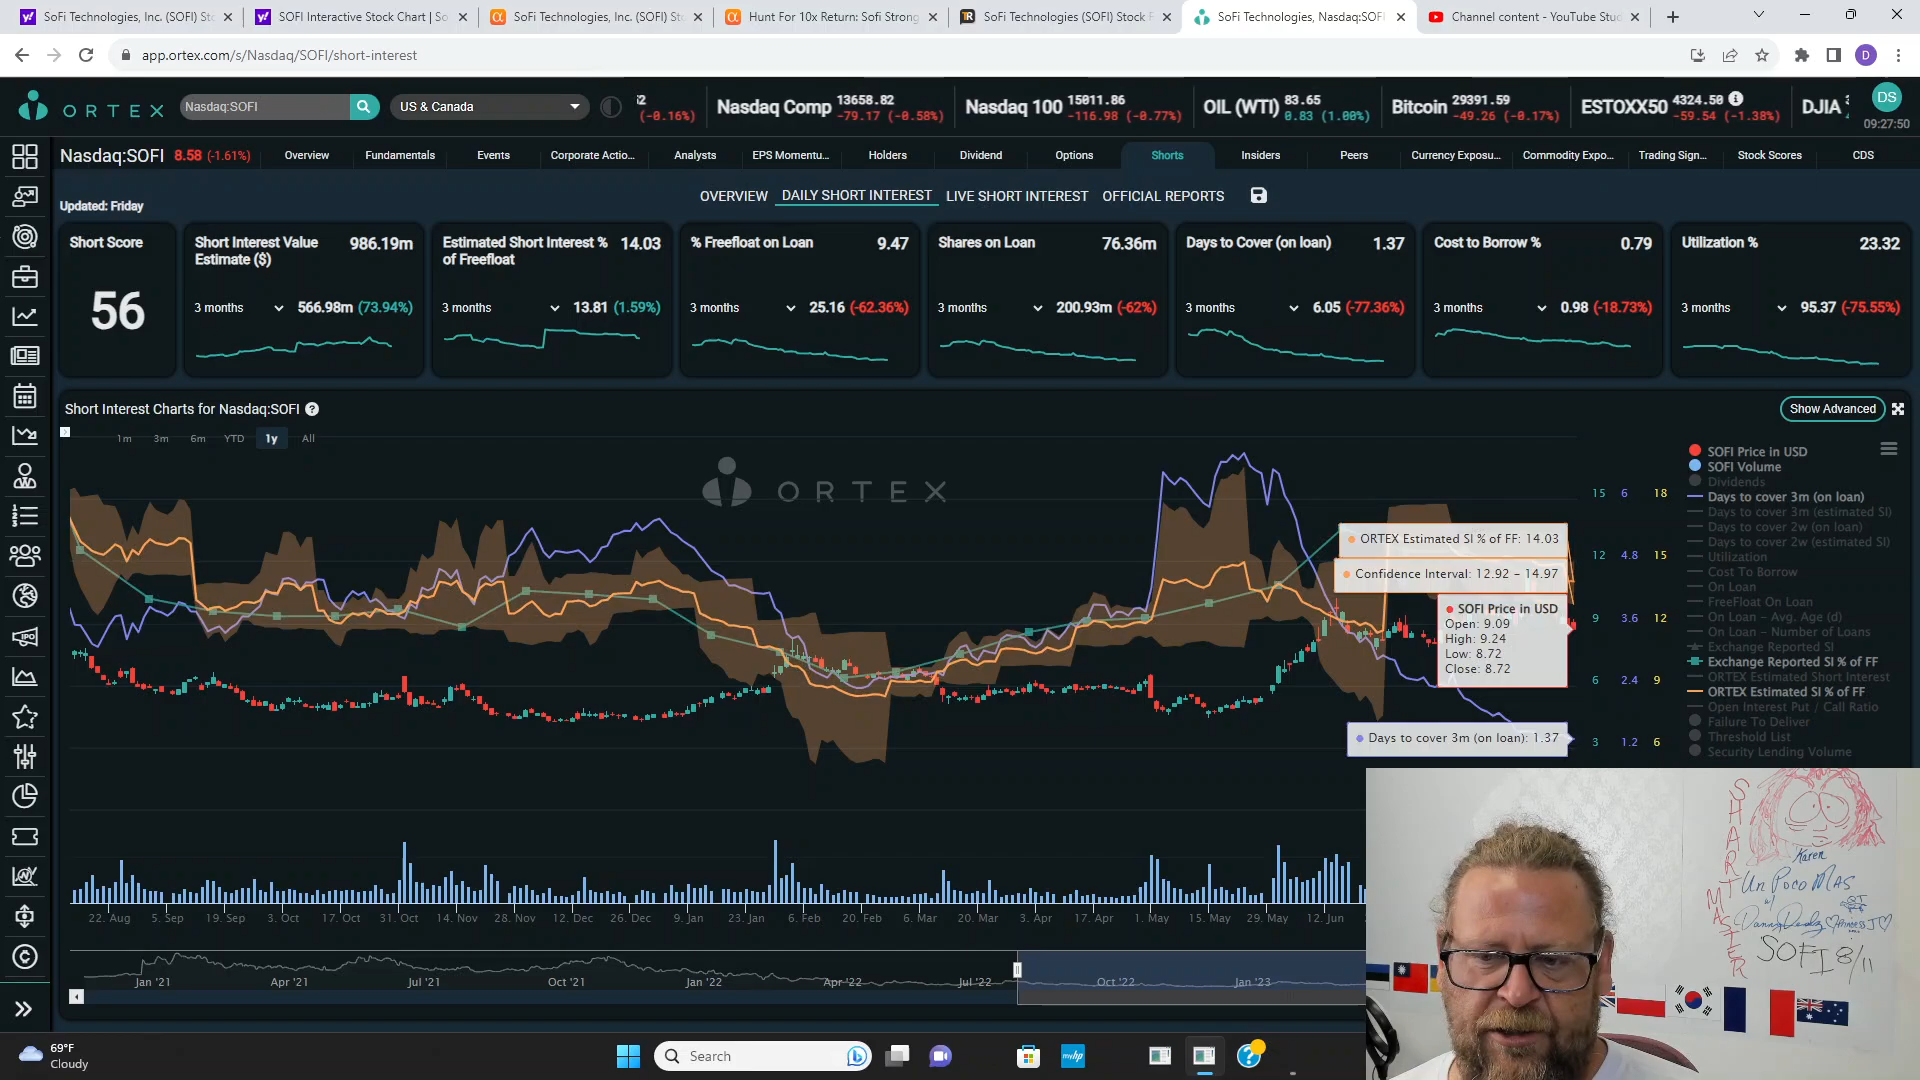 SoFi Technologies, Inc. (SOFI) Sto
SOFI Interactive Stock Chart | So
SoFi Technologies, Inc. (SOFI) Stu
Hunt For 10x Return: Sofi Strong
SoFi Technologies (SOFI) Stock F
SoFi Technologies, Nasdaq:SOFI
Channel content - YouTube Stud
app.ortex.com/s/Nasdaq/SOFI/short-interest
D
ORTEX
Nasdaq:SOFI
US & Canada
(-0.16%)
Nasdaq Comp 13658.82 -79.17 (-0.58%)
Nasdaq 100 15011.86 -116.98 (-0.77%)
OIL (WTI) 83.65 0.83 (1.00%)
Bitcoin 29391.59 -49.26 (-0.17%)
ESTOXX50 4324.50 -59.54 (-1.38%)
DJIA
DS
09:27:50
Nasdaq:SOFI 8.58 (-1.61%)
Overview
Fundamentals
Events
Corporate Actio...
Analysts
EPS Momentu...
Holders
Dividend
Options
Shorts
Insiders
Peers
Currency Exposu...
Commodity Expo...
Trading Sign...
Stock Scores
CDS
OVERVIEW
DAILY SHORT INTEREST
LIVE SHORT INTEREST
OFFICIAL REPORTS
Updated: Friday
Short Score
56
Short Interest Value Estimate ($)
986.19m
3 months
566.98m (73.94%)
Estimated Short Interest % of Freefloat
14.03
3 months
13.81 (1.59%)
% Freefloat on Loan
9.47
3 months
25.16 (-62.36%)
Shares on Loan
76.36m
3 months
200.93m (-62%)
Days to Cover (on loan)
1.37
3 months
6.05 (-77.36%)
Cost to Borrow %
0.79
3 months
0.98 (-18.73%)
Utilization %
23.32
3 months
95.37 (-75.55%)
Short Interest Charts for Nasdaq:SOFI
Show Advanced
1m 3m 6m YTD 1y All
ORTEX
15 6 18
12 4.8 15
9 3.6 12
6 2.4 9
3 1.2 6
ORTEX Estimated SI % of FF: 14.03
Confidence Interval: 12.92 – 14.97
SOFI Price in USD
Open: 9.09
High: 9.24
Low: 8.72
Close: 8.72
Days to cover 3m (on loan): 1.37
SOFI Price in USD
SOFI Volume
Dividends
Days to cover 3m (on loan)
Days to cover 3m (estimated SI)
Days to cover 2w (on loan)
Days to cover 2w (estimated SI)
Utilization
Cost To Borrow
On Loan
FreeFloat On Loan
On Loan - Avg. Age (d)
On Loan - Number of Loans
Exchange Reported SI
Exchange Reported SI % of FF
ORTEX Estimated Short Interest
ORTEX Estimated SI % of FF
Open Interest Put / Call Ratio
Failure To Deliver
Threshold List
Security Lending Volume
22. Aug 5. Sep 19. Sep 3. Oct 17. Oct 31. Oct 14. Nov 28. Nov 12. Dec 26. Dec 9. Jan 23. Jan 6. Feb 20. Feb 6. Mar 20. Mar 3. Apr 17. Apr 1. May 15. May 29. May 12. Jun
Jan '21 Apr '21 Jul '21 Oct '21 Jan '22 Apr '22 Jul '22 Oct '22 Jan '23
SHART MASTER
Karen
Un Poco MAS
w/
Princess J
SOFI 8/11
69°F
Cloudy
Search
myhp